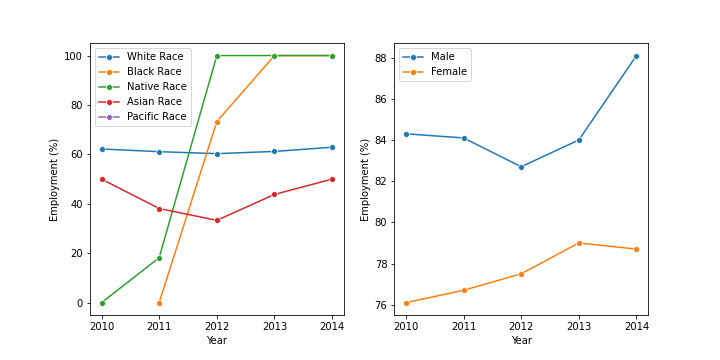 White Race
Black Race
Native Race
Asian Race
Pacific Race
100
80
60
40
20
0
Employment (%)
2010 2011 2012 2013 2014
Year
Male
Female
88
86
84
82
80
78
76
Employment (%)
2010 2011 2012 2013 2014
Year